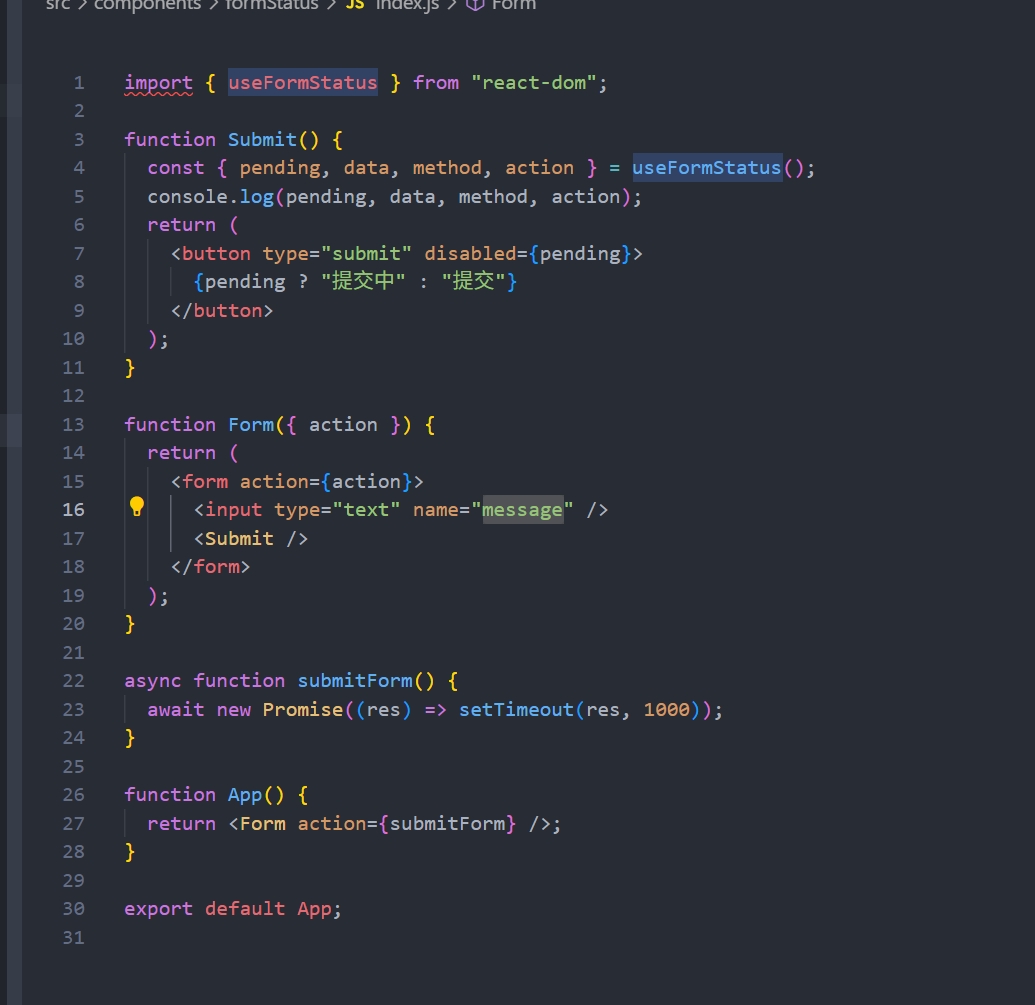 src > components > formStatus > JS index.js > Form
1 import { useFormStatus } from "react-dom";
2
3 function Submit() {
4   const { pending, data, method, action } = useFormStatus();
5   console.log(pending, data, method, action);
6   return (
7     <button type="submit" disabled={pending}>
8       {pending ? "提交中" : "提交"}
9     </button>
10   );
11 }
12
13 function Form({ action }) {
14   return (
15     <form action={action}>
16       <input type="text" name="message" />
17       <Submit />
18     </form>
19   );
20 }
21
22 async function submitForm() {
23   await new Promise((res) => setTimeout(res, 1000));
24 }
25
26 function App() {
27   return <Form action={submitForm} />;
28 }
29
30 export default App;
31